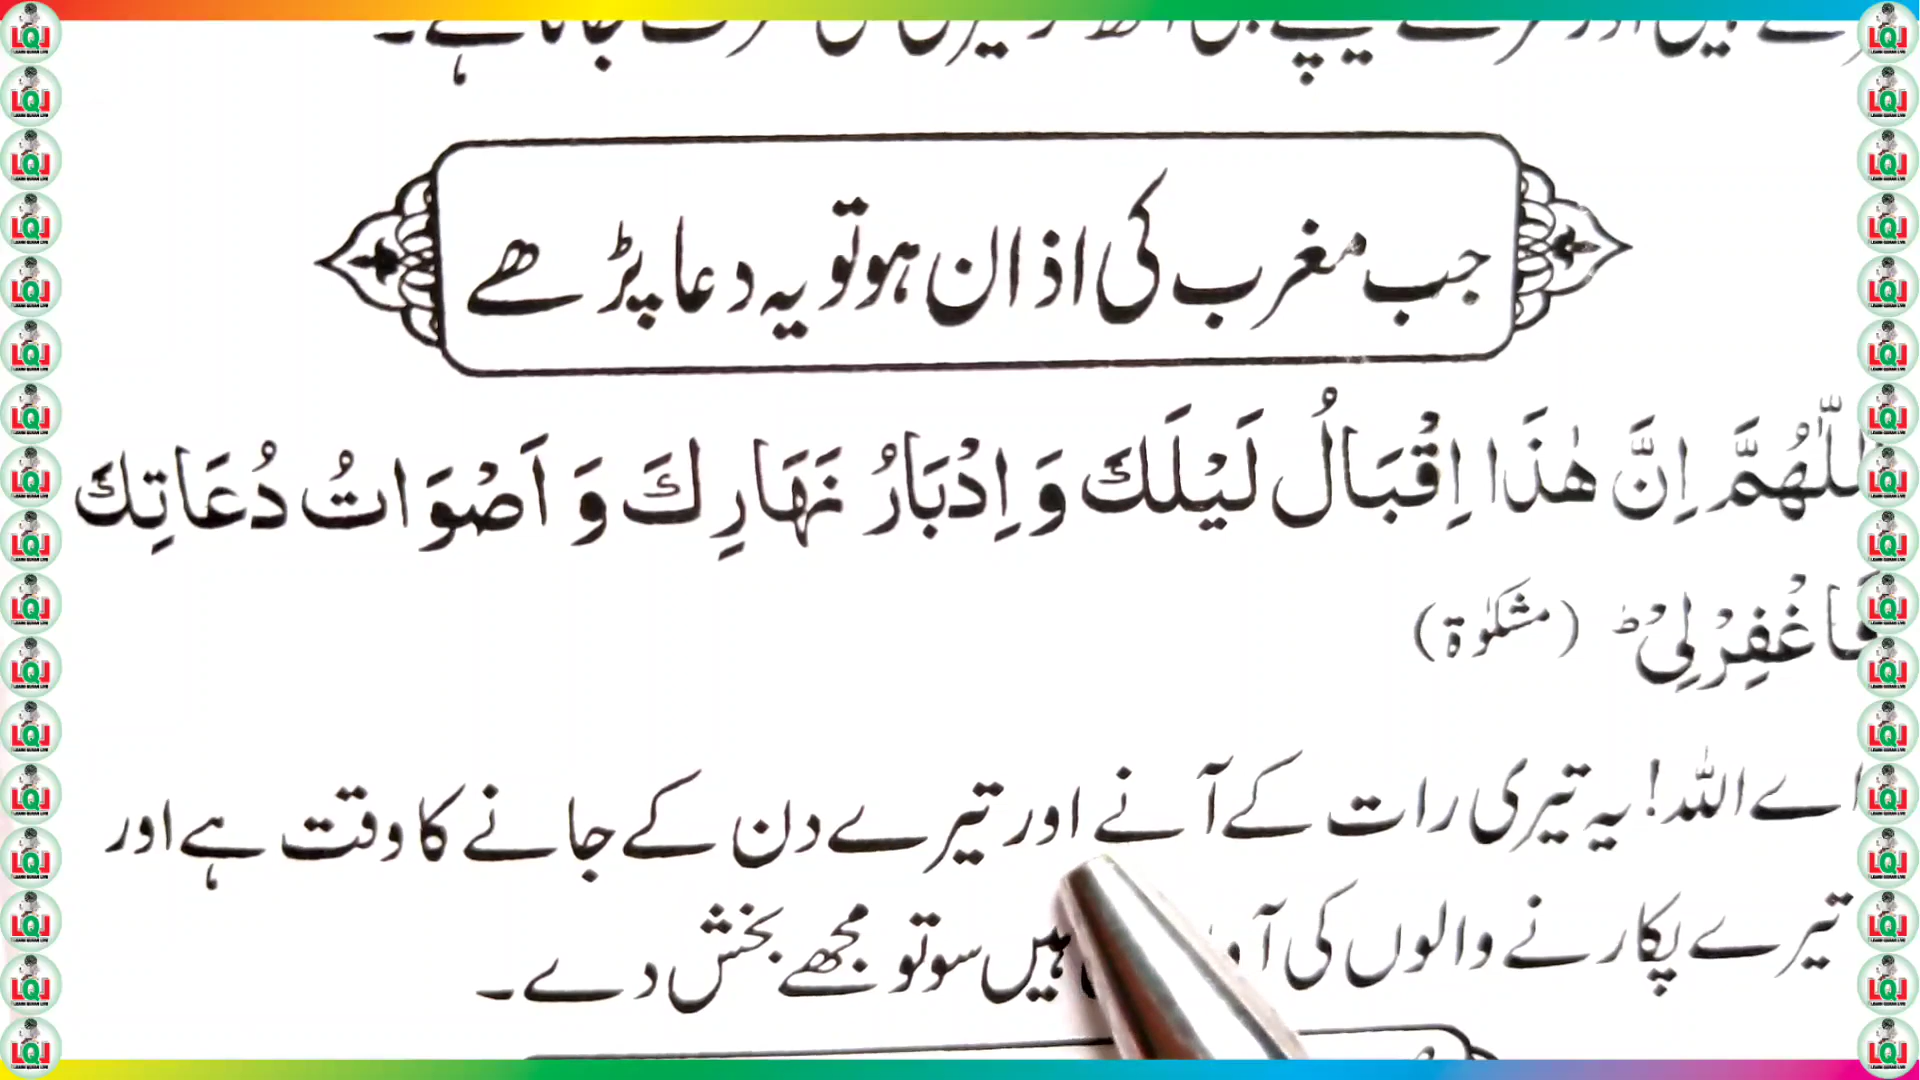 جب مغرب کی اذان ہو تو یہ دعا پڑھے
اَللّٰهُمَّ اِنَّ هٰذَا اِقْبَالُ لَيْلَكَ وَ اِدْبَارُ نَهَارِكَ وَ اَصْوَاتُ دُعَاتِكَ
فَاغْفِرْلِیْ ط (مشکوٰۃ)
اے اللہ! یہ تیری رات کے آنے اور تیرے دن کے جانے کا وقت ہے اور
تیرے پکارنے والوں کی ہیں سو تو مجھے بخش دے۔